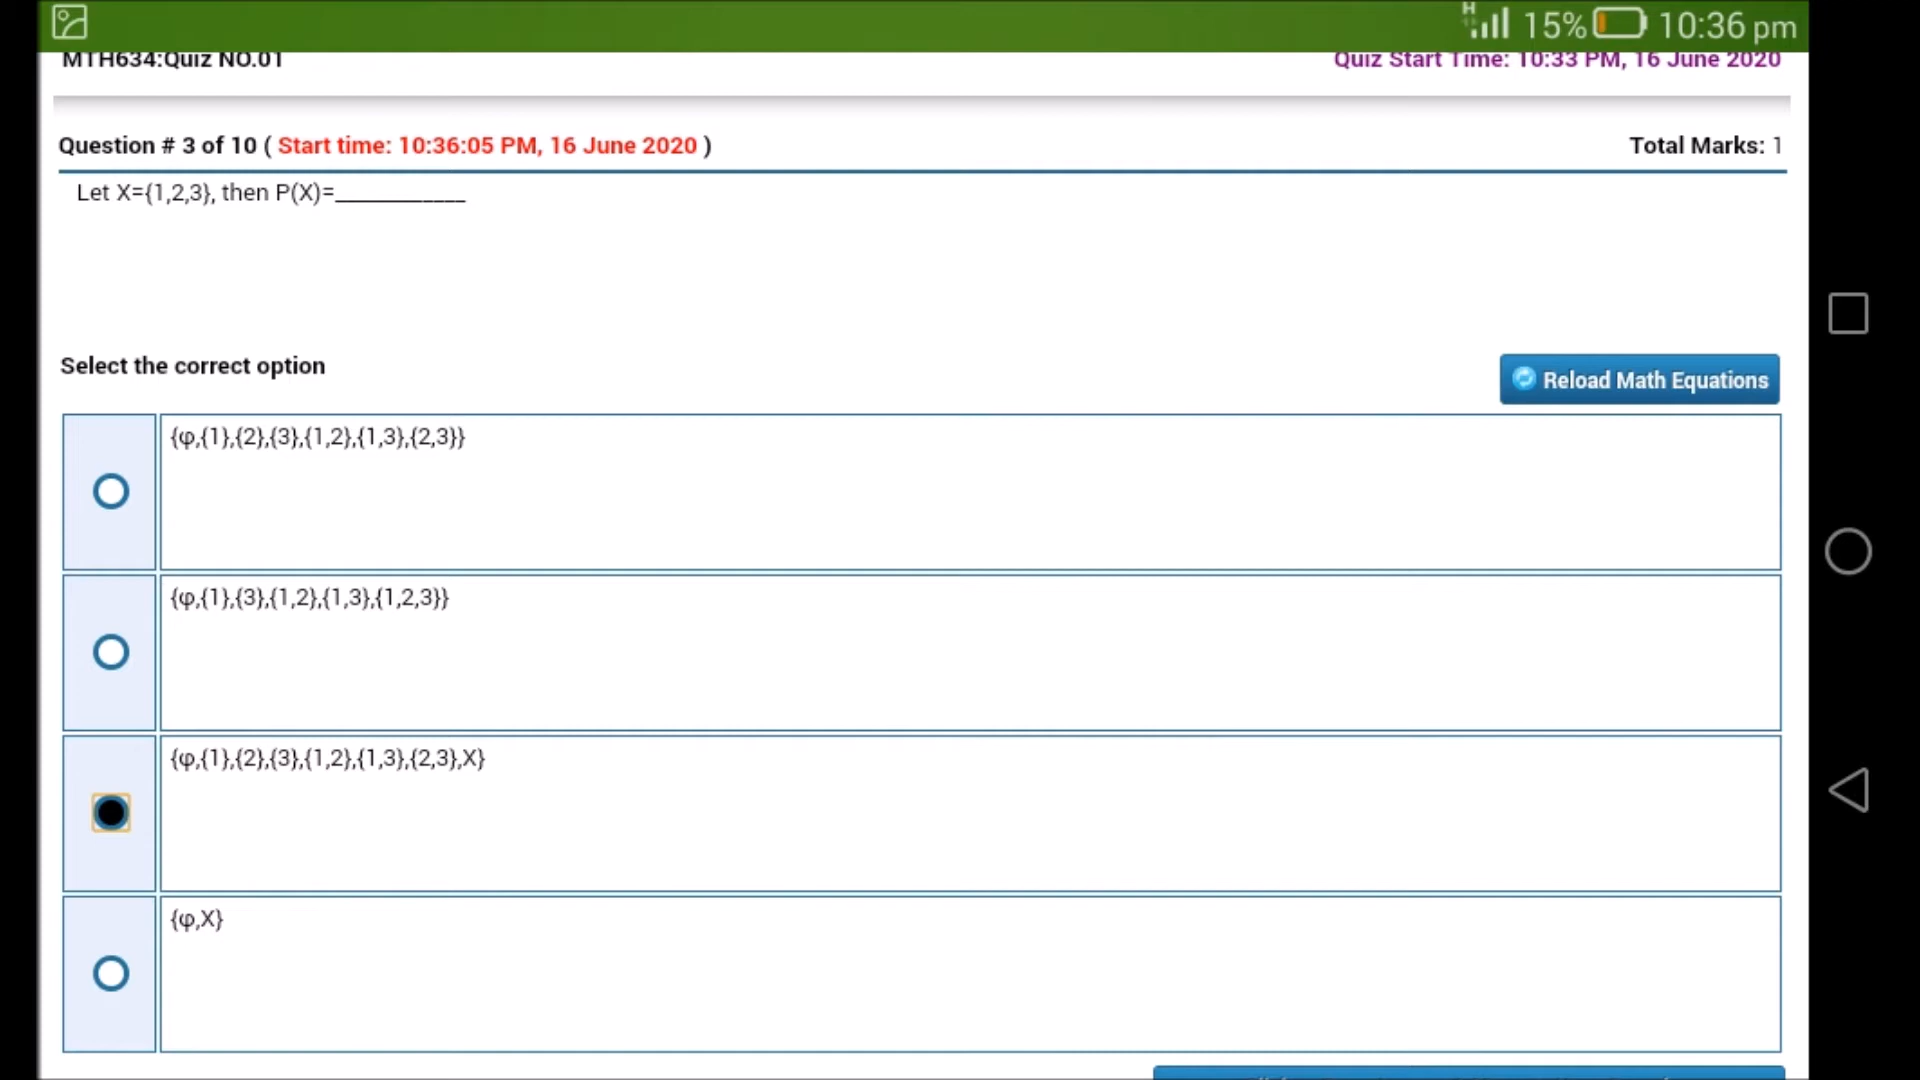 15% 10:36 pm
MTH634:Quiz NO.01 Quiz Start Time: 10:33 PM, 16 June 2020
Question # 3 of 10 ( Start time: 10:36:05 PM, 16 June 2020 ) Total Marks: 1
Let X={1,2,3}, then P(X)=____________
Select the correct option
Reload Math Equations
{φ,{1},{2},{3},{1,2},{1,3},{2,3}}
{φ,{1},{3},{1,2},{1,3},{1,2,3}}
{φ,{1},{2},{3},{1,2},{1,3},{2,3},X}
{φ,X}